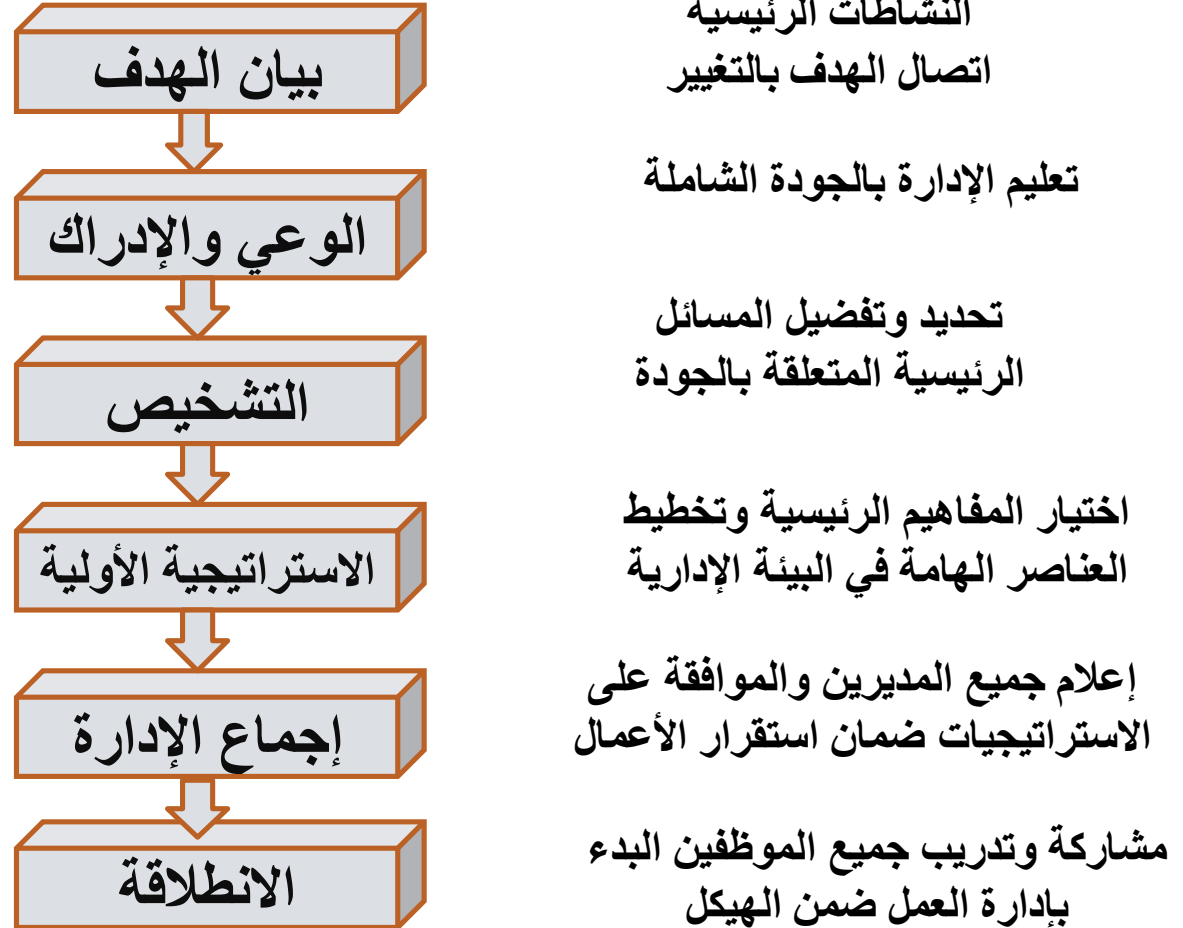 النشاطات الرئيسية
بيان الهدف
اتصال الهدف بالتغيير
الوعي والإدراك
تعليم الإدارة بالجودة الشاملة
التشخيص
تحديد وتفضيل المسائل
الرئيسية المتعلقة بالجودة
الاستراتيجية الأولية
اختيار المفاهيم الرئيسية وتخطيط
العناصر الهامة في البيئة الإدارية
إجماع الإدارة
إعلام جميع المديرين والموافقة على
الاستراتيجيات ضمان استقرار الأعمال
الانطلاقة
مشاركة وتدريب جميع الموظفين البدء
بإدارة العمل ضمن الهيكل